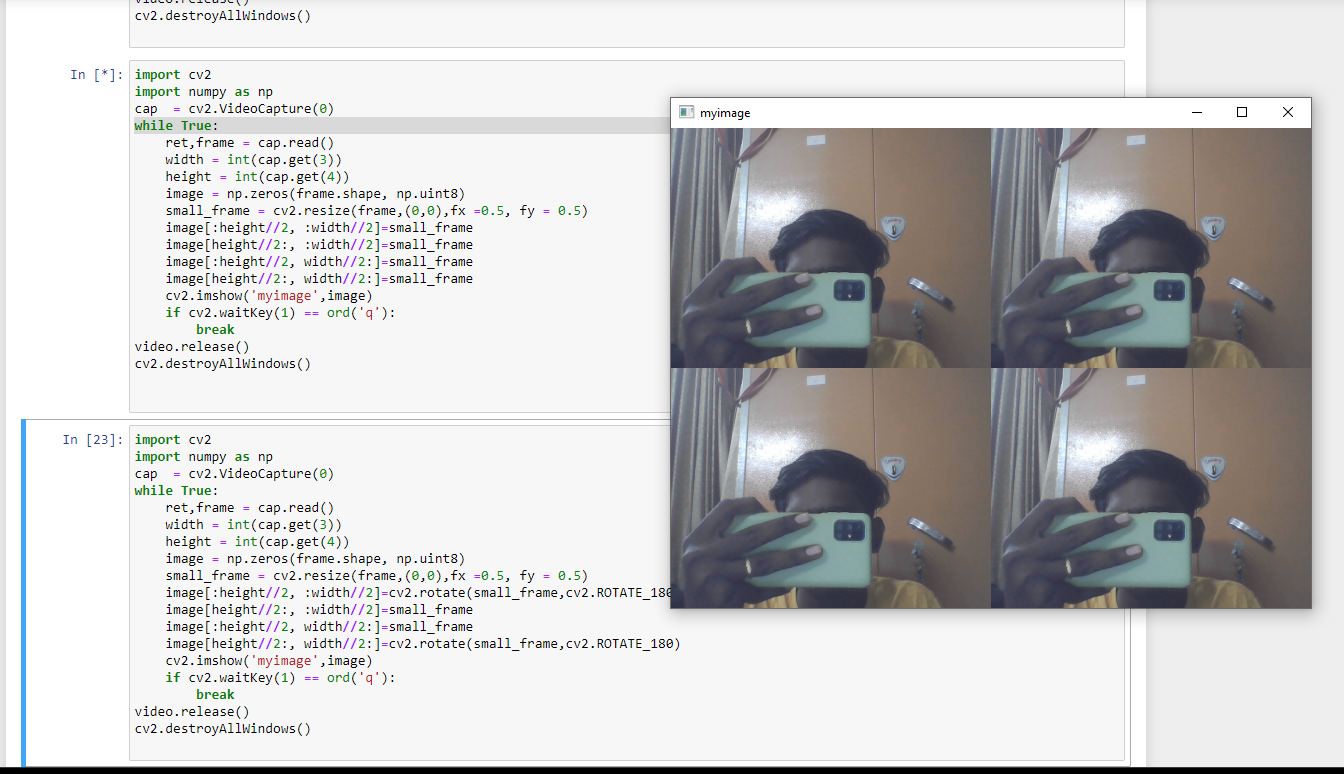 video.release()
cv2.destroyAllWindows()
In [*]:
import cv2
import numpy as np
cap  = cv2.VideoCapture(0)
while True:
    ret,frame = cap.read()
    width = int(cap.get(3))
    height = int(cap.get(4))
    image = np.zeros(frame.shape, np.uint8)
    small_frame = cv2.resize(frame,(0,0),fx =0.5, fy = 0.5)
    image[:height//2, :width//2]=small_frame
    image[height//2:, :width//2]=small_frame
    image[:height//2, width//2:]=small_frame
    image[height//2:, width//2:]=small_frame
    cv2.imshow('myimage',image)
    if cv2.waitKey(1) == ord('q'):
        break
video.release()
cv2.destroyAllWindows()
myimage
In [23]:
import cv2
import numpy as np
cap  = cv2.VideoCapture(0)
while True:
    ret,frame = cap.read()
    width = int(cap.get(3))
    height = int(cap.get(4))
    image = np.zeros(frame.shape, np.uint8)
    small_frame = cv2.resize(frame,(0,0),fx =0.5, fy = 0.5)
    image[:height//2, :width//2]=cv2.rotate(small_frame,cv2.ROTATE_180
    image[height//2:, :width//2]=small_frame
    image[:height//2, width//2:]=small_frame
    image[height//2:, width//2:]=cv2.rotate(small_frame,cv2.ROTATE_180)
    cv2.imshow('myimage',image)
    if cv2.waitKey(1) == ord('q'):
        break
video.release()
cv2.destroyAllWindows()